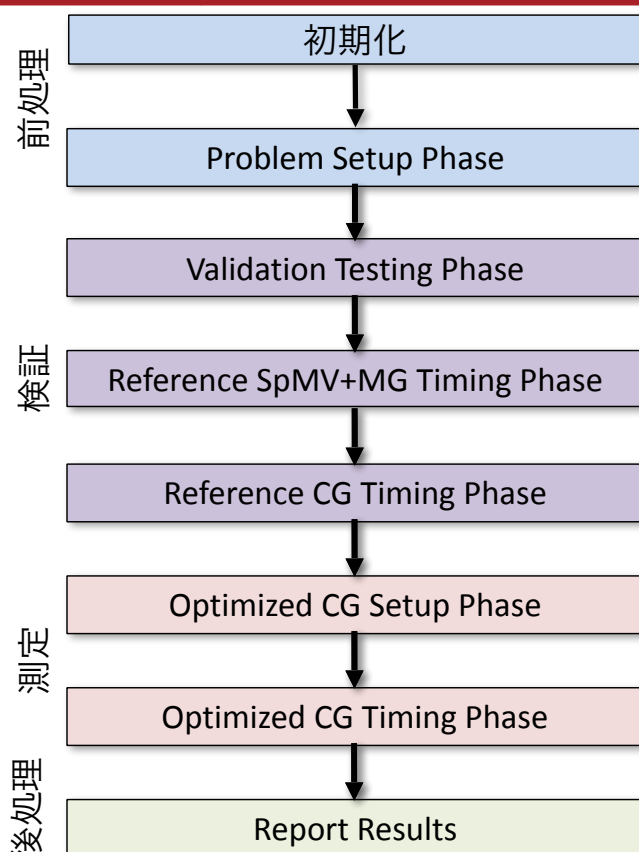 前処理
初期化
Problem Setup Phase
検証
Validation Testing Phase
Reference SpMV+MG Timing Phase
Reference CG Timing Phase
測定
Optimized CG Setup Phase
Optimized CG Timing Phase
後処理
Report Results